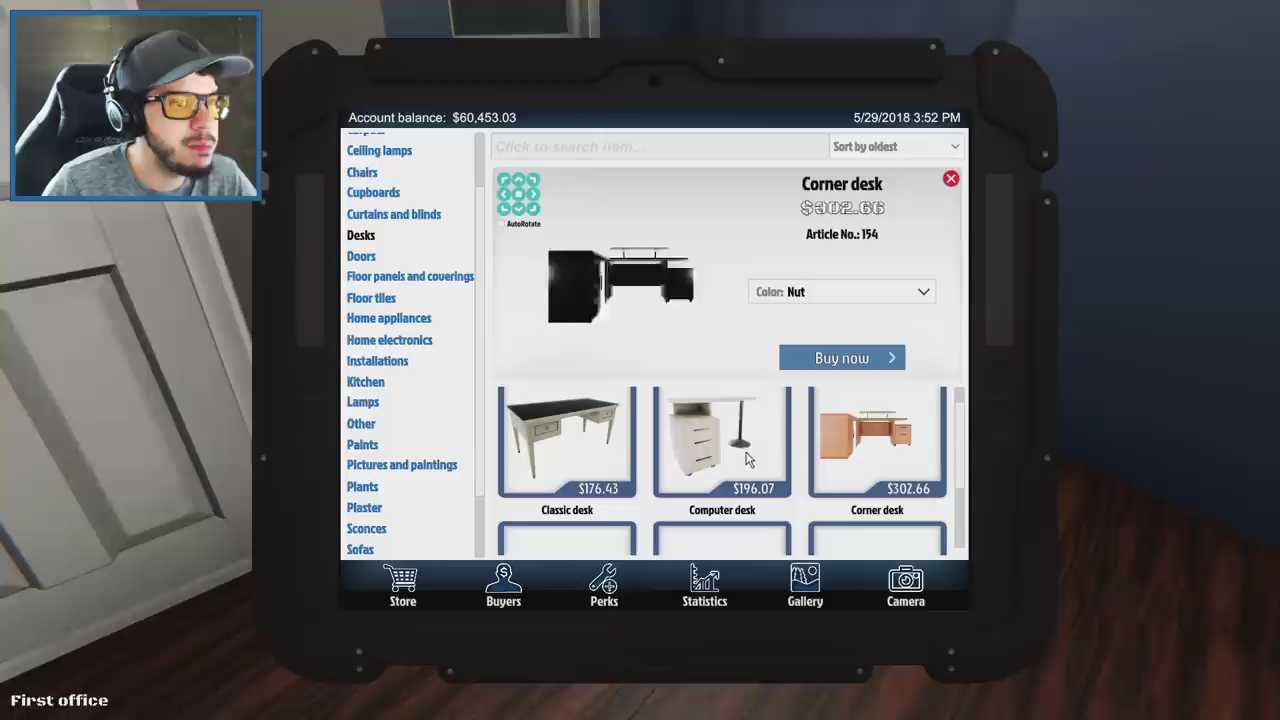 Account balance: $60,453.03
5/29/2018 3:52 PM
Ceiling lamps
Chairs
Cupboards
Curtains and blinds
Desks
Doors
Floor panels and coverings
Floor tiles
Home appliances
Home electronics
Installations
Kitchen
Lamps
Other
Paints
Pictures and paintings
Plants
Plaster
Sconces
Sofas
Click to search item...
Sort by oldest
AutoRotate
Corner desk
$302.66
Article No.: 154
Color: Nut
Buy now
$176.43
$196.07
$302.66
Classic desk
Computer desk
Corner desk
Store
Buyers
Perks
Statistics
Gallery
Camera
First office